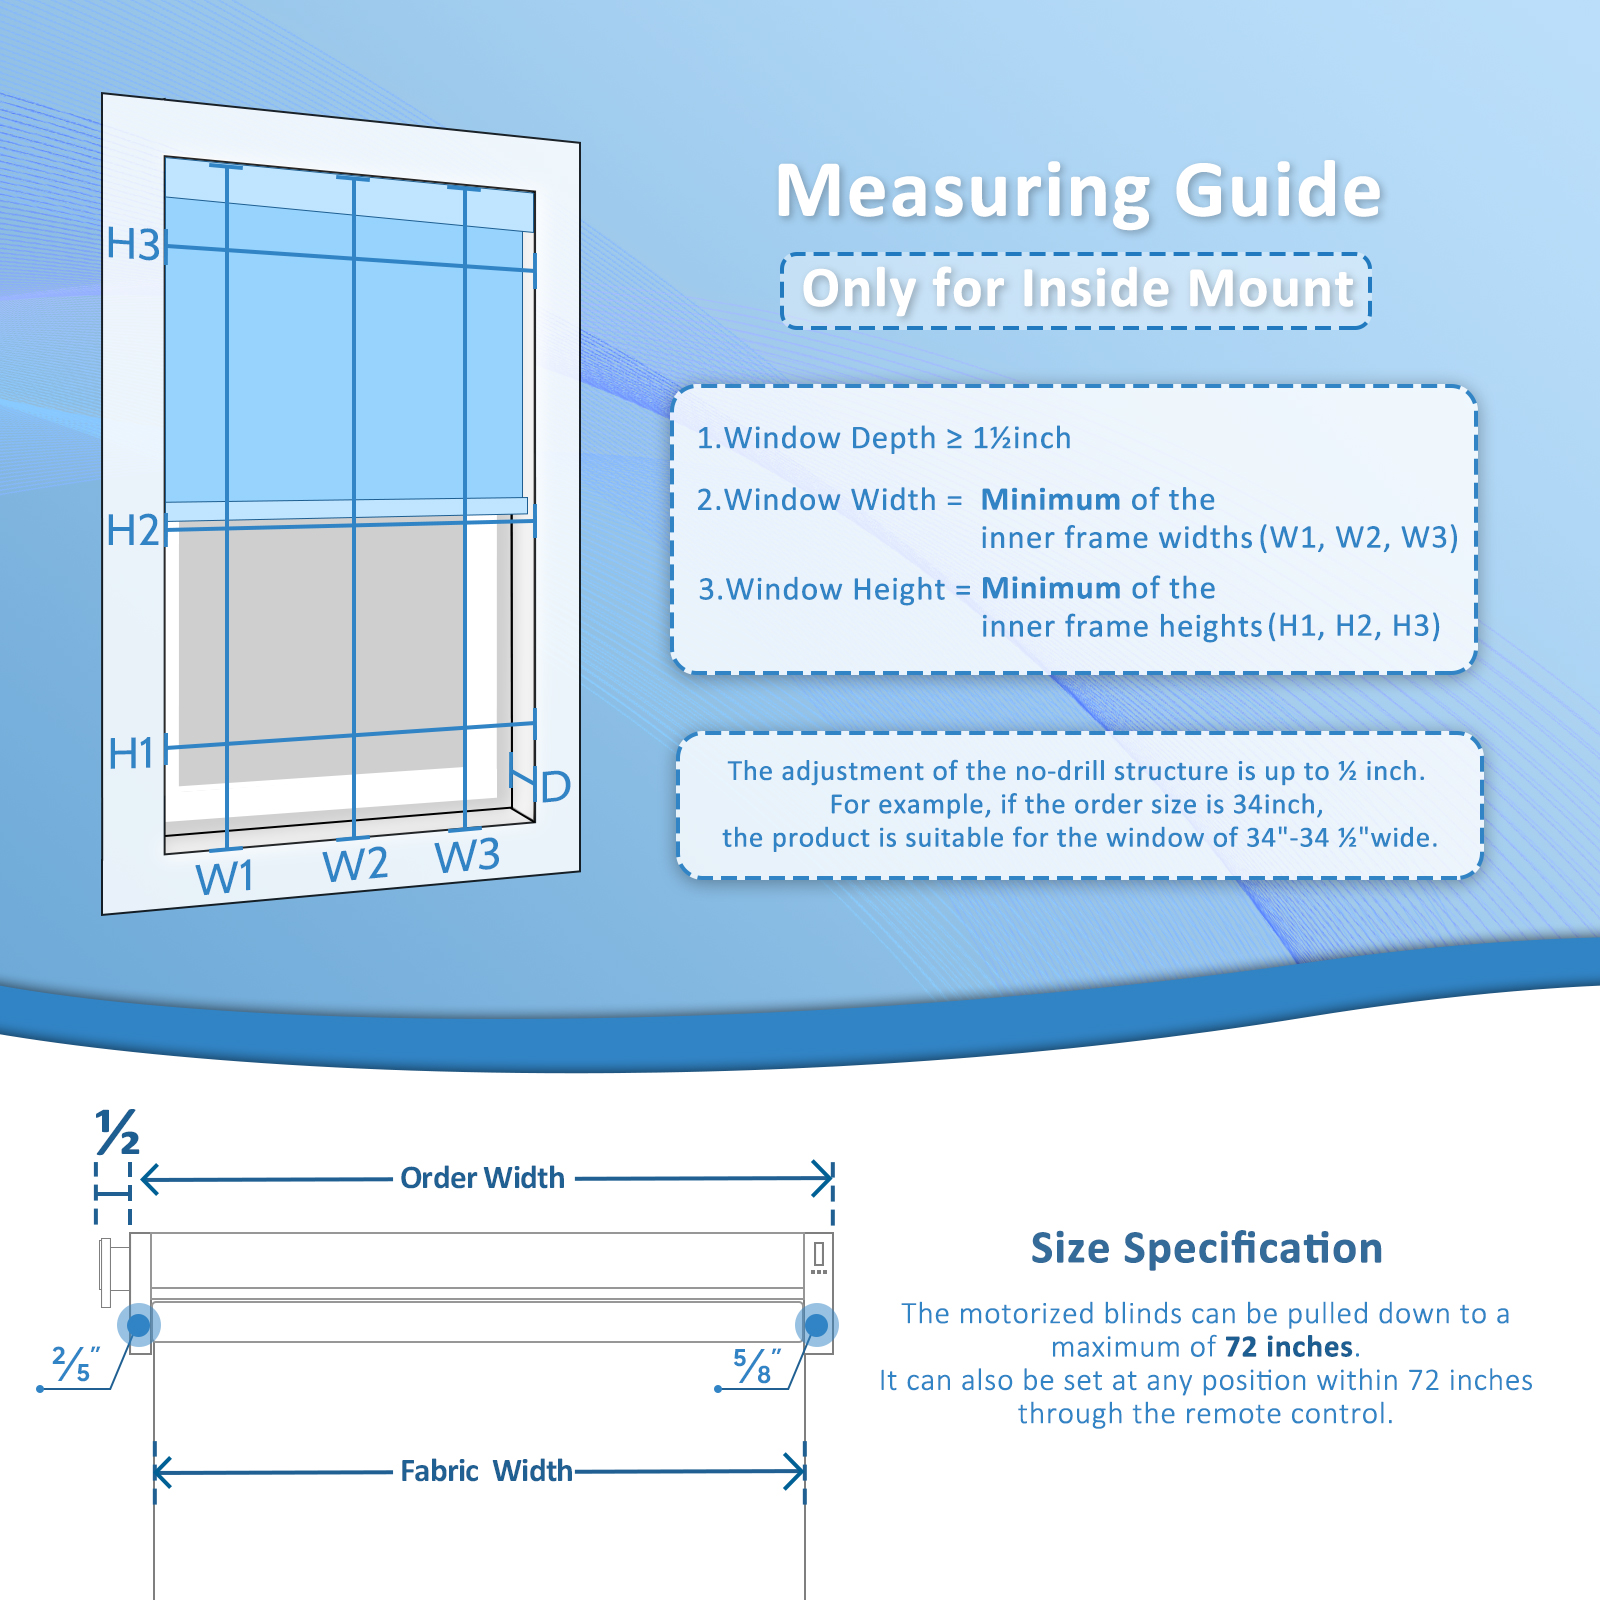 Measuring Guide
Only for Inside Mount
H3
H2
H1
D
W1
W2
W3
1.Window Depth ≥ 1½inch
2.Window Width = Minimum of the
inner frame widths (W1, W2, W3)
3.Window Height = Minimum of the
inner frame heights (H1, H2, H3)
The adjustment of the no-drill structure is up to ½ inch.
For example, if the order size is 34inch,
the product is suitable for the window of 34"-34 ½"wide.
½
Order Width
2/5"
5/8"
Fabric Width
Size Specification
The motorized blinds can be pulled down to a
maximum of 72 inches.
It can also be set at any position within 72 inches
through the remote control.